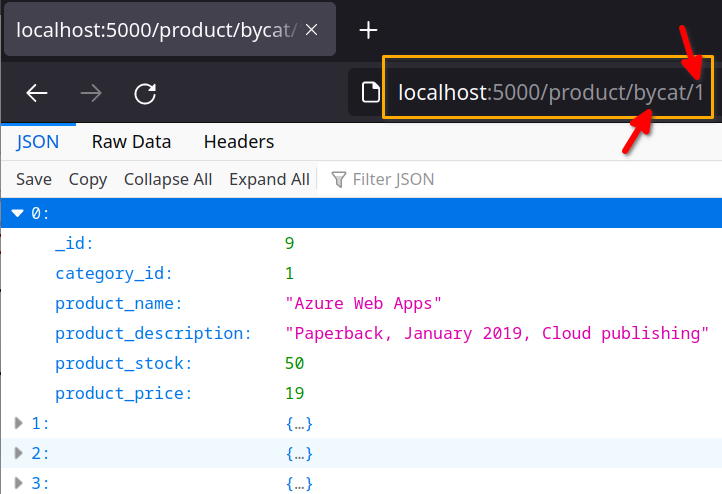 localhost:5000/product/bycat/
localhost:5000/product/bycat/1
JSON Raw Data Headers
Save Copy Collapse All Expand All Filter JSON
0:
_id: 9
category_id: 1
product_name: "Azure Web Apps"
product_description: "Paperback, January 2019, Cloud publishing"
product_stock: 50
product_price: 19
1: {…}
2: {…}
3: {…}